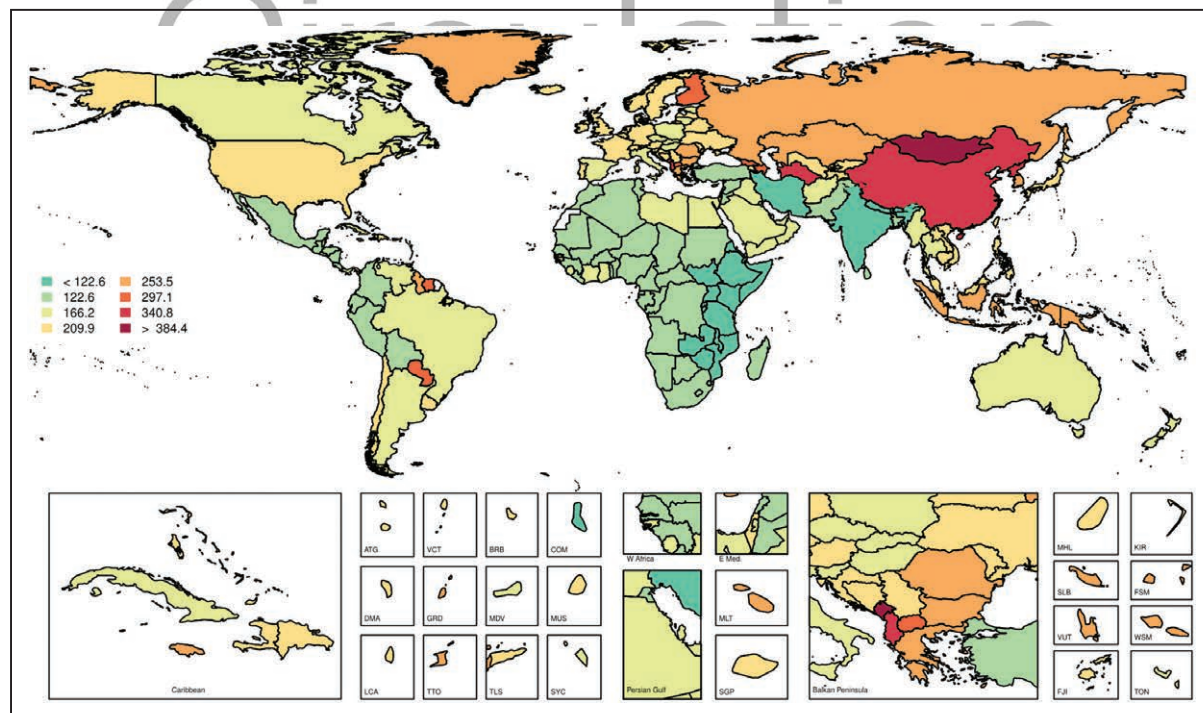 Circulation
< 122.6 253.5
122.6 297.1
166.2 340.8
209.9 > 384.4
ATG VCT BRB COM
W Africa E Med.
MHL KIR
DMA GRD MDV MUS
MLT
SLB FSM
VUT WSM
LCA TTO TLS SYC
Caribbean
Persian Gulf
SGP
Balkan Peninsula
FJI TON